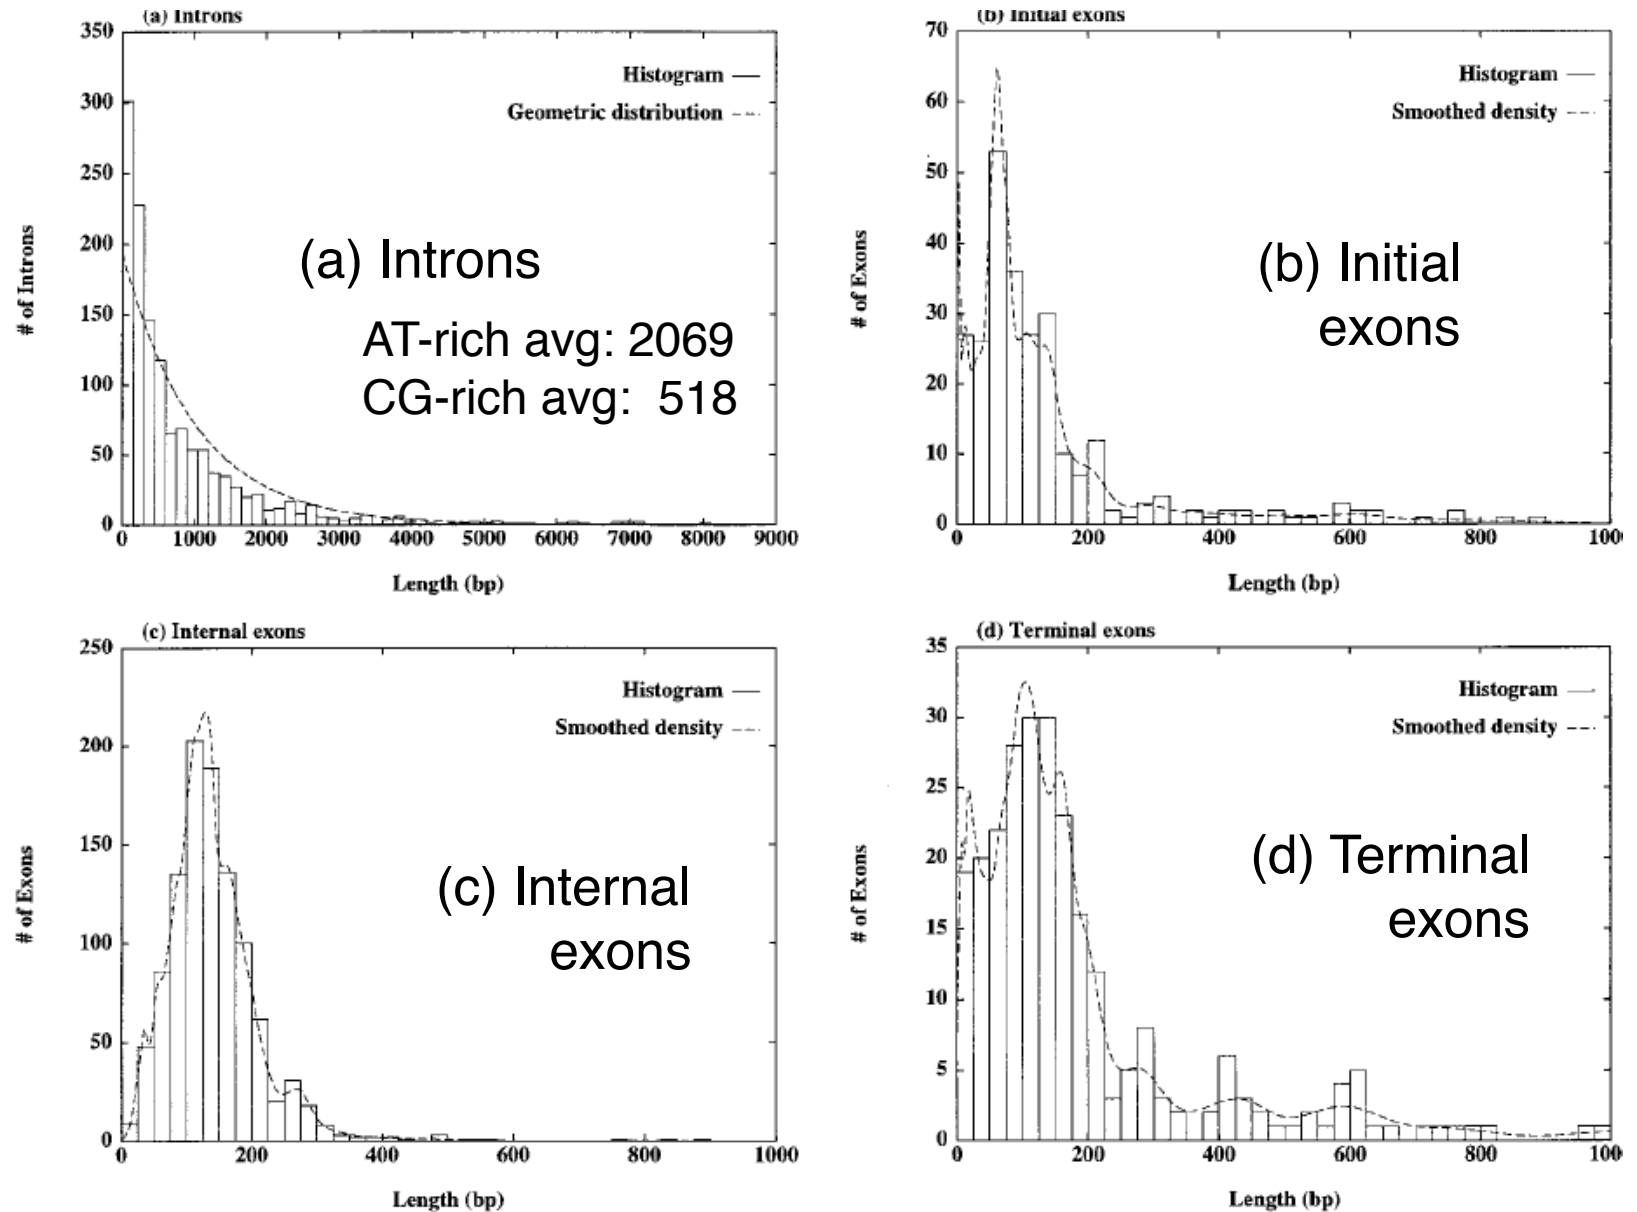 (a) Introns
350
300
250
200
150
100
50
0
# of Introns
Histogram
Geometric distribution
(a) Introns
AT-rich avg: 2069
CG-rich avg: 518
0 1000 2000 3000 4000 5000 6000 7000 8000 9000
Length (bp)
(b) Initial exons
70
60
50
40
30
20
10
0
# of Exons
Histogram
Smoothed density
(b) Initial
exons
0 200 400 600 800 100
Length (bp)
(c) Internal exons
250
200
150
100
50
0
# of Exons
Histogram
Smoothed density
(c) Internal
exons
0 200 400 600 800 1000
Length (bp)
(d) Terminal exons
35
30
25
20
15
10
5
0
# of Exons
Histogram
Smoothed density
(d) Terminal
exons
0 200 400 600 800 100
Length (bp)